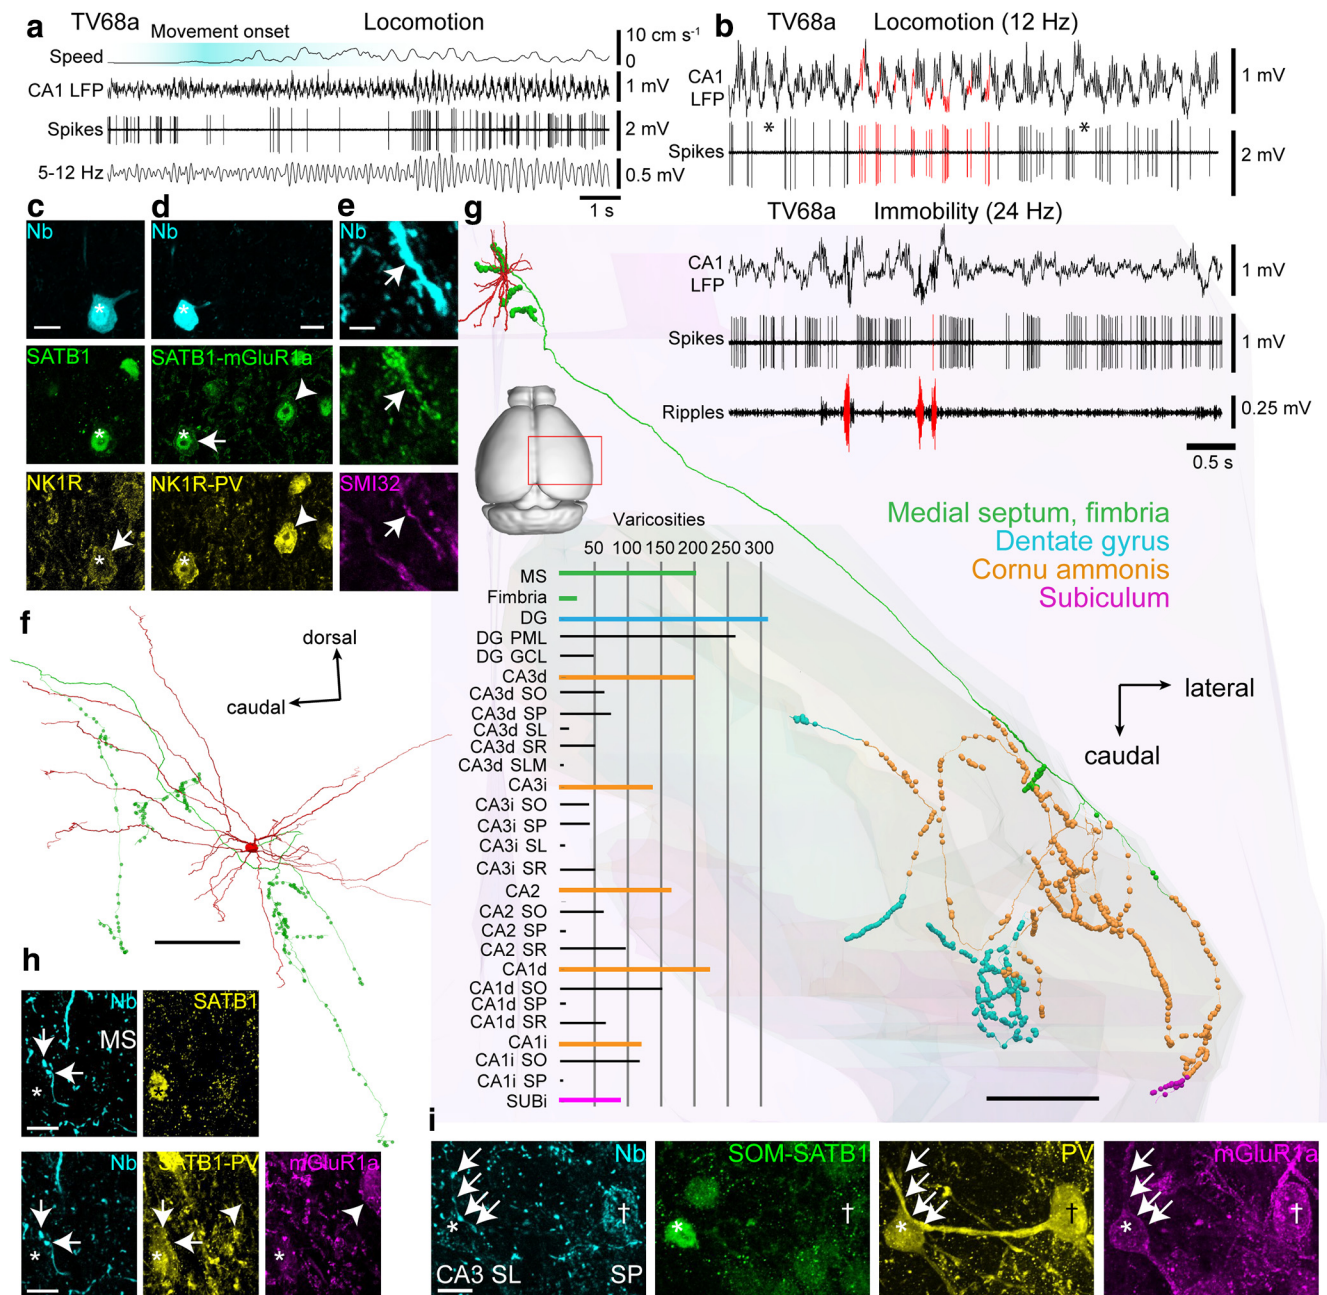 a
TV68a
Movement onset
Locomotion
Speed
10 cm s⁻¹
0
CA1 LFP
1 mV
Spikes
2 mV
5-12 Hz
0.5 mV
1 s
b
TV68a
Locomotion (12 Hz)
CA1
LFP
1 mV
*
*
Spikes
2 mV
TV68a
Immobility (24 Hz)
CA1
LFP
1 mV
Spikes
1 mV
Ripples
0.25 mV
0.5 s
c
Nb
*
SATB1
*
NK1R
*
d
Nb
*
SATB1-mGluR1a
*
NK1R-PV
*
e
Nb
SMI32
f
dorsal
caudal
g
Varicosities
50 100 150 200 250 300
MS
Fimbria
DG
DG PML
DG GCL
CA3d
CA3d SO
CA3d SP
CA3d SL
CA3d SR
CA3d SLM
CA3i
CA3i SO
CA3i SP
CA3i SL
CA3i SR
CA2
CA2 SO
CA2 SP
CA2 SR
CA1d
CA1d SO
CA1d SP
CA1d SR
CA1i
CA1i SO
CA1i SP
SUBi
Medial septum, fimbria
Dentate gyrus
Cornu ammonis
Subiculum
lateral
caudal
h
Nb
MS
*
SATB1
*
Nb
*
SATB1-PV
*
mGluR1a
*
i
Nb
*
†
CA3 SL
SP
SOM-SATB1
*
†
PV
*
†
mGluR1a
*
†